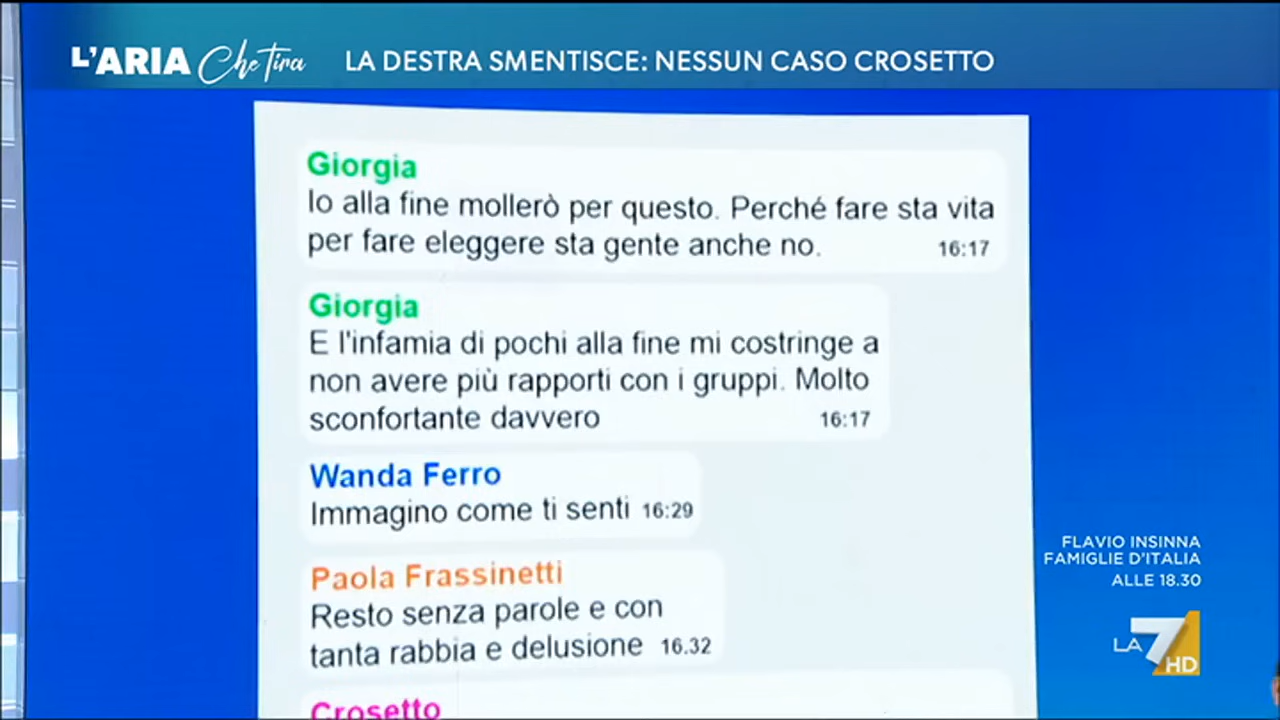 L'ARIA Che tira
LA DESTRA SMENTISCE: NESSUN CASO CROSETTO
Giorgia
Io alla fine mollerò per questo. Perché fare sta vita
per fare eleggere sta gente anche no. 16:17
Giorgia
E l'infamia di pochi alla fine mi costringe a
non avere più rapporti con i gruppi. Molto
sconfortante davvero 16:17
Wanda Ferro
Immagino come ti senti 16:29
Paola Frassinetti
Resto senza parole e con
tanta rabbia e delusione 16.32
Crosetto
FLAVIO INSINNA
FAMIGLIE D'ITALIA
ALLE 18.30
LA 7 HD